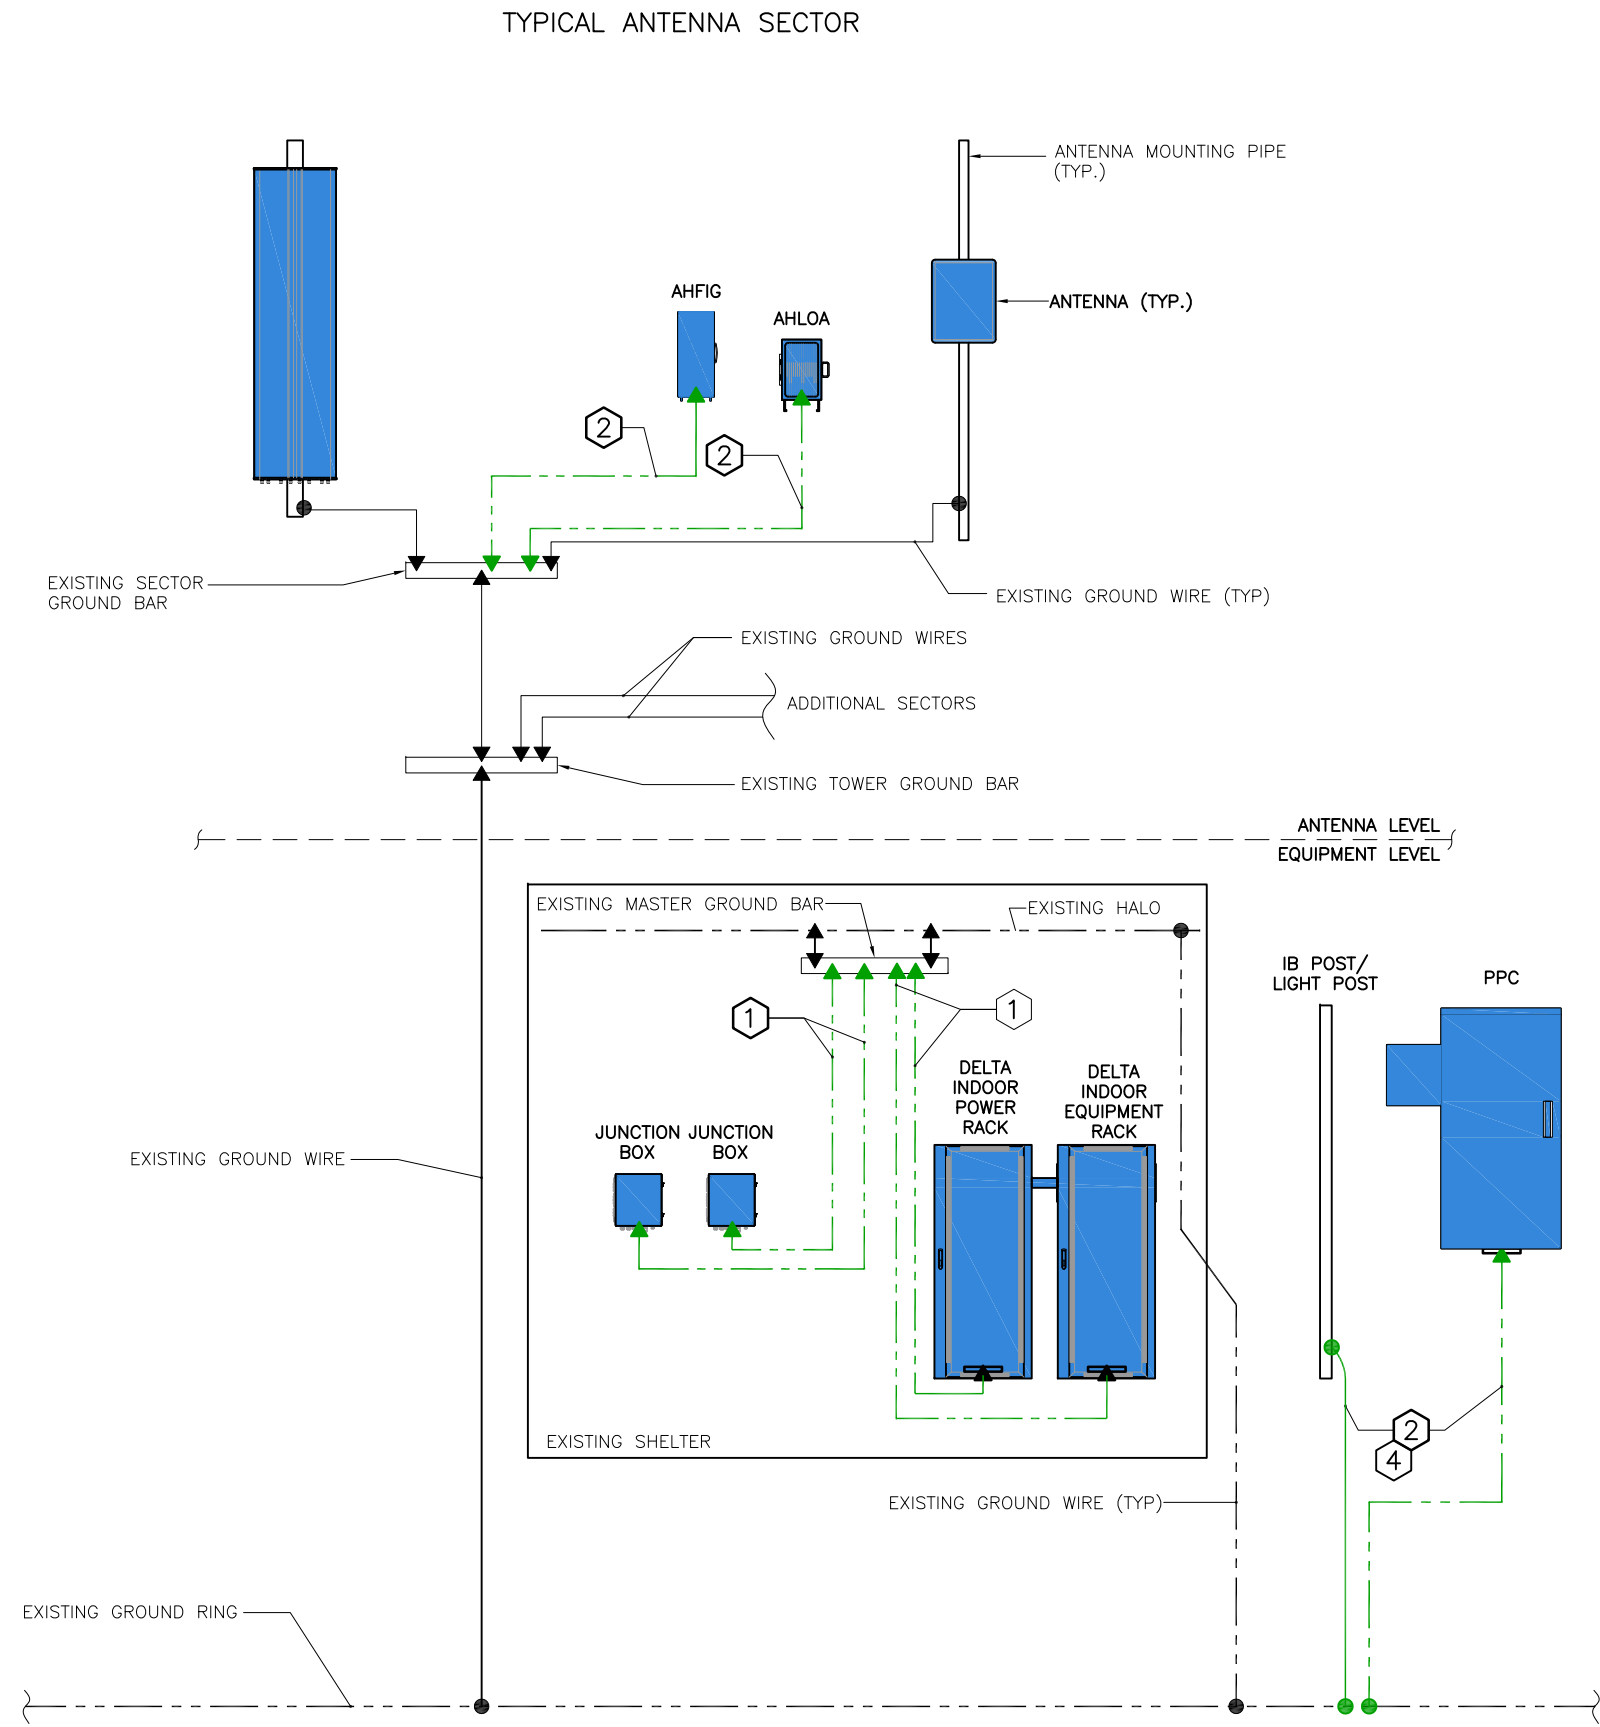 TYPICAL ANTENNA SECTOR
ANTENNA MOUNTING PIPE
(TYP.)
AHFIG
ANTENNA (TYP.)
AHLOA
2
2
EXISTING SECTOR
GROUND BAR
EXISTING GROUND WIRE (TYP)
EXISTING GROUND WIRES
ADDITIONAL SECTORS
EXISTING TOWER GROUND BAR
ANTENNA LEVEL
EQUIPMENT LEVEL
EXISTING MASTER GROUND BAR
EXISTING HALO
IB POST/
LIGHT POST
PPC
1
1
DELTA
INDOOR
POWER
RACK
DELTA
INDOOR
EQUIPMENT
RACK
JUNCTION
BOX
JUNCTION
BOX
EXISTING GROUND WIRE
2
4
EXISTING SHELTER
EXISTING GROUND WIRE (TYP)
EXISTING GROUND RING